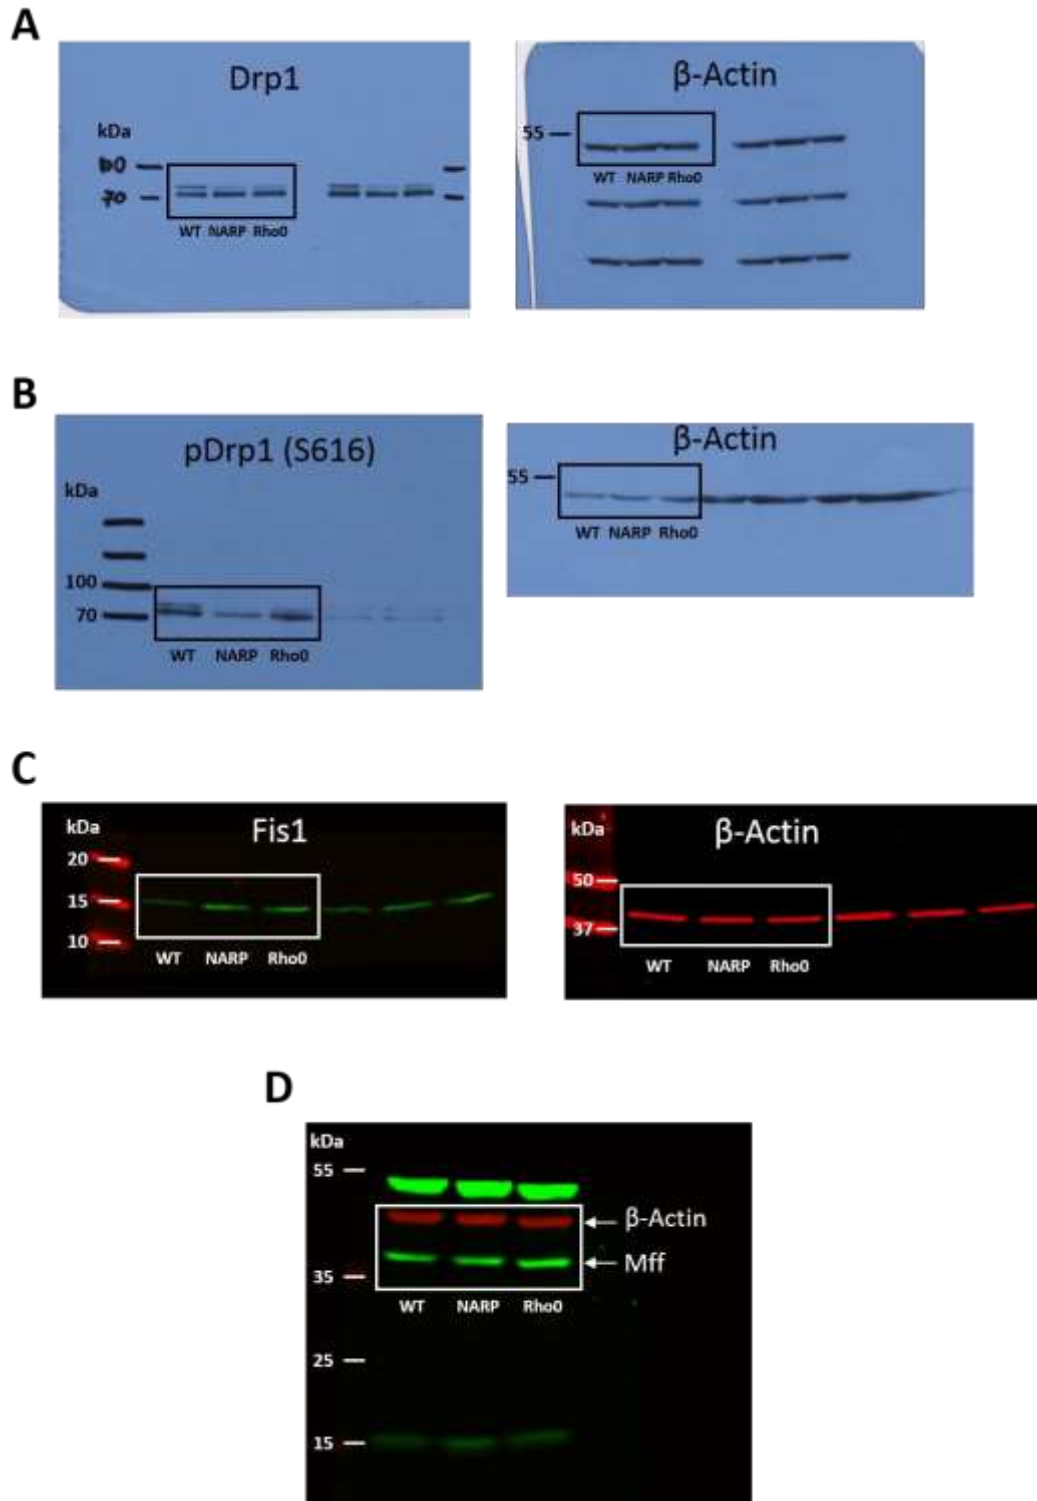 A
Drp1
kDa
100
70
WT NARP Rho0
β-Actin
55
WT NARP Rho0
B
pDrp1 (S616)
kDa
100
70
WT NARP Rho0
β-Actin
55
WT NARP Rho0
C
kDa
Fis1
20
15
10
WT NARP Rho0
kDa
β-Actin
50
37
WT NARP Rho0
D
kDa
55
β-Actin
Mff
35
WT NARP Rho0
25
15